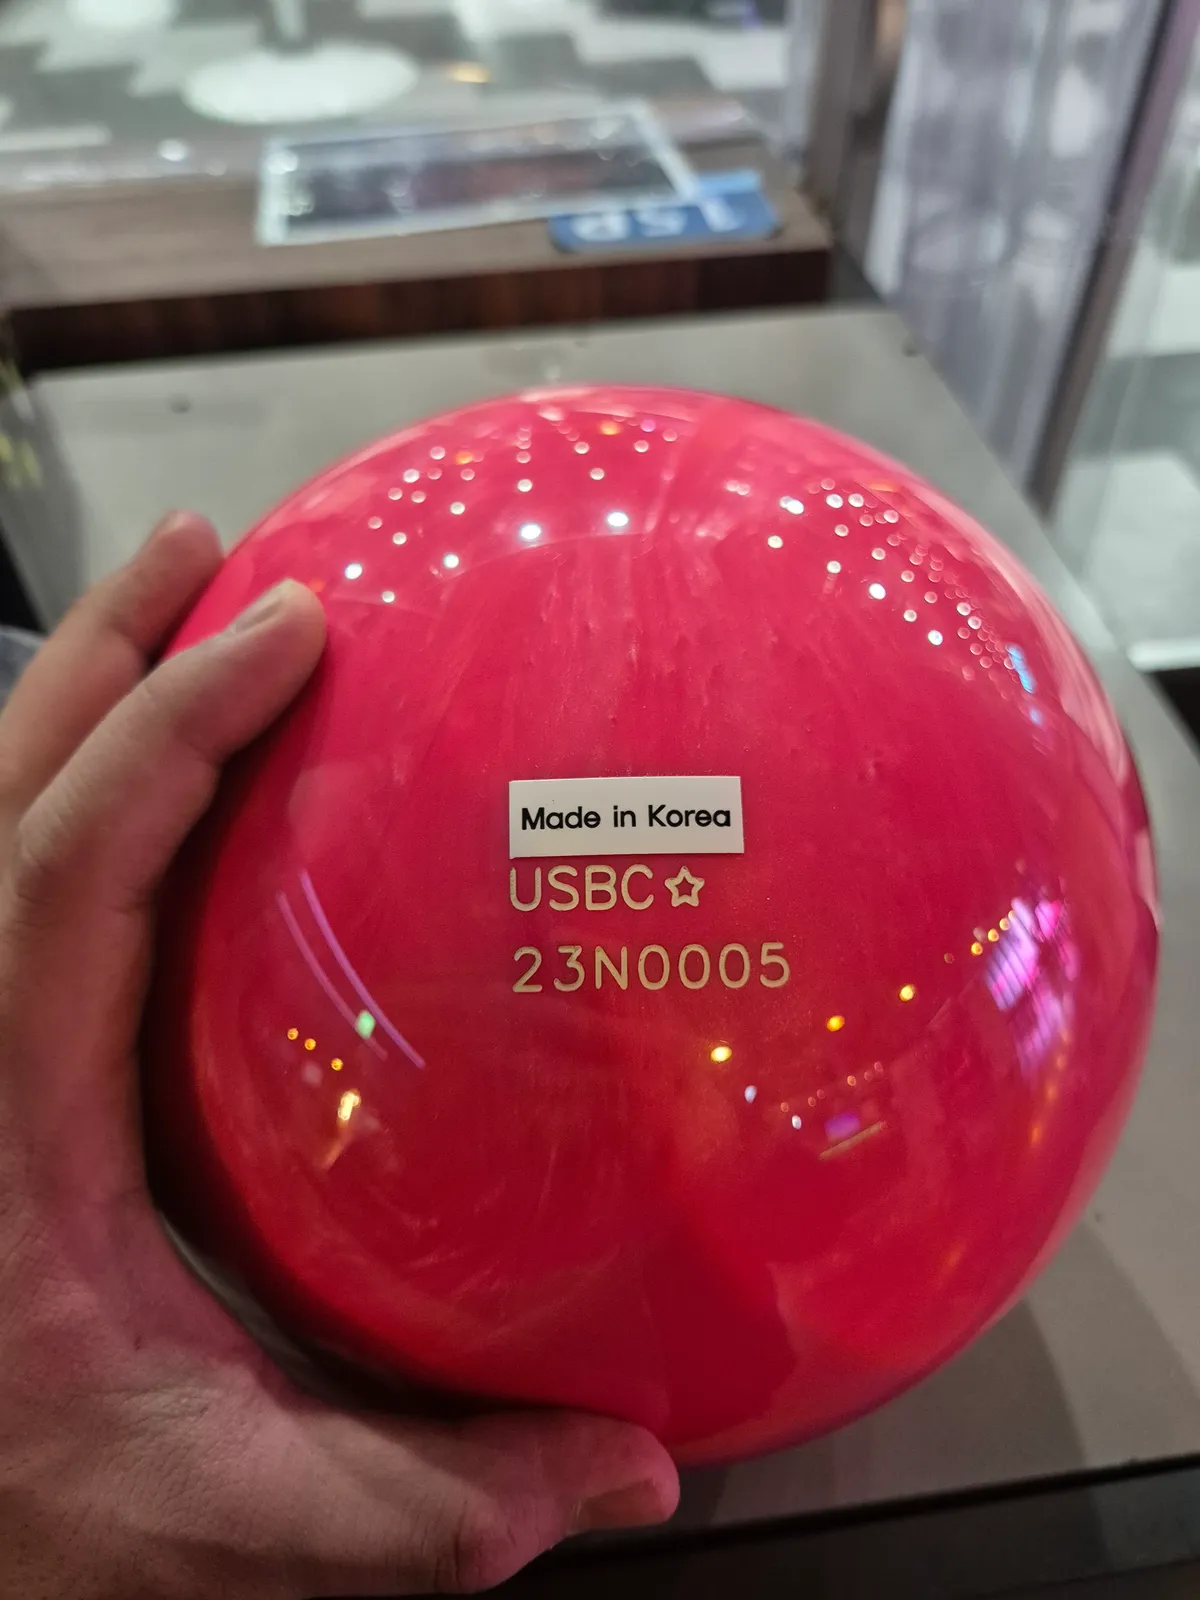 Made in Korea
USBC☆
23N0005